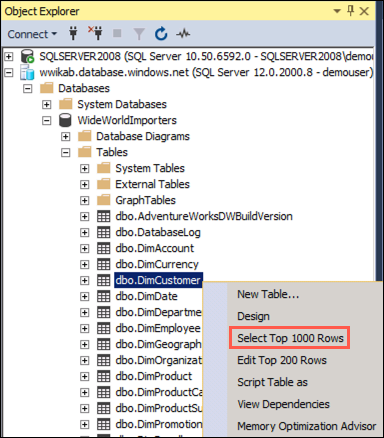 Object Explorer
Connect
SQLSERVER2008 (SQL Server 10.50.6592.0 - SQLSERVER2008\demou
wwikab.database.windows.net (SQL Server 12.0.2000.8 - demouser)
Databases
System Databases
WideWorldImporters
Database Diagrams
Tables
System Tables
External Tables
GraphTables
dbo.AdventureWorksDWBuildVersion
dbo.DatabaseLog
dbo.DimAccount
dbo.DimCurrency
dbo.DimCustomer
dbo.DimDate
dbo.DimDepartme
dbo.DimEmployee
dbo.DimGeograph
dbo.DimOrganizat
dbo.DimProduct
dbo.DimProductCa
dbo.DimProductSu
dbo.DimPromotion
New Table...
Design
Select Top 1000 Rows
Edit Top 200 Rows
Script Table as
View Dependencies
Memory Optimization Advisor